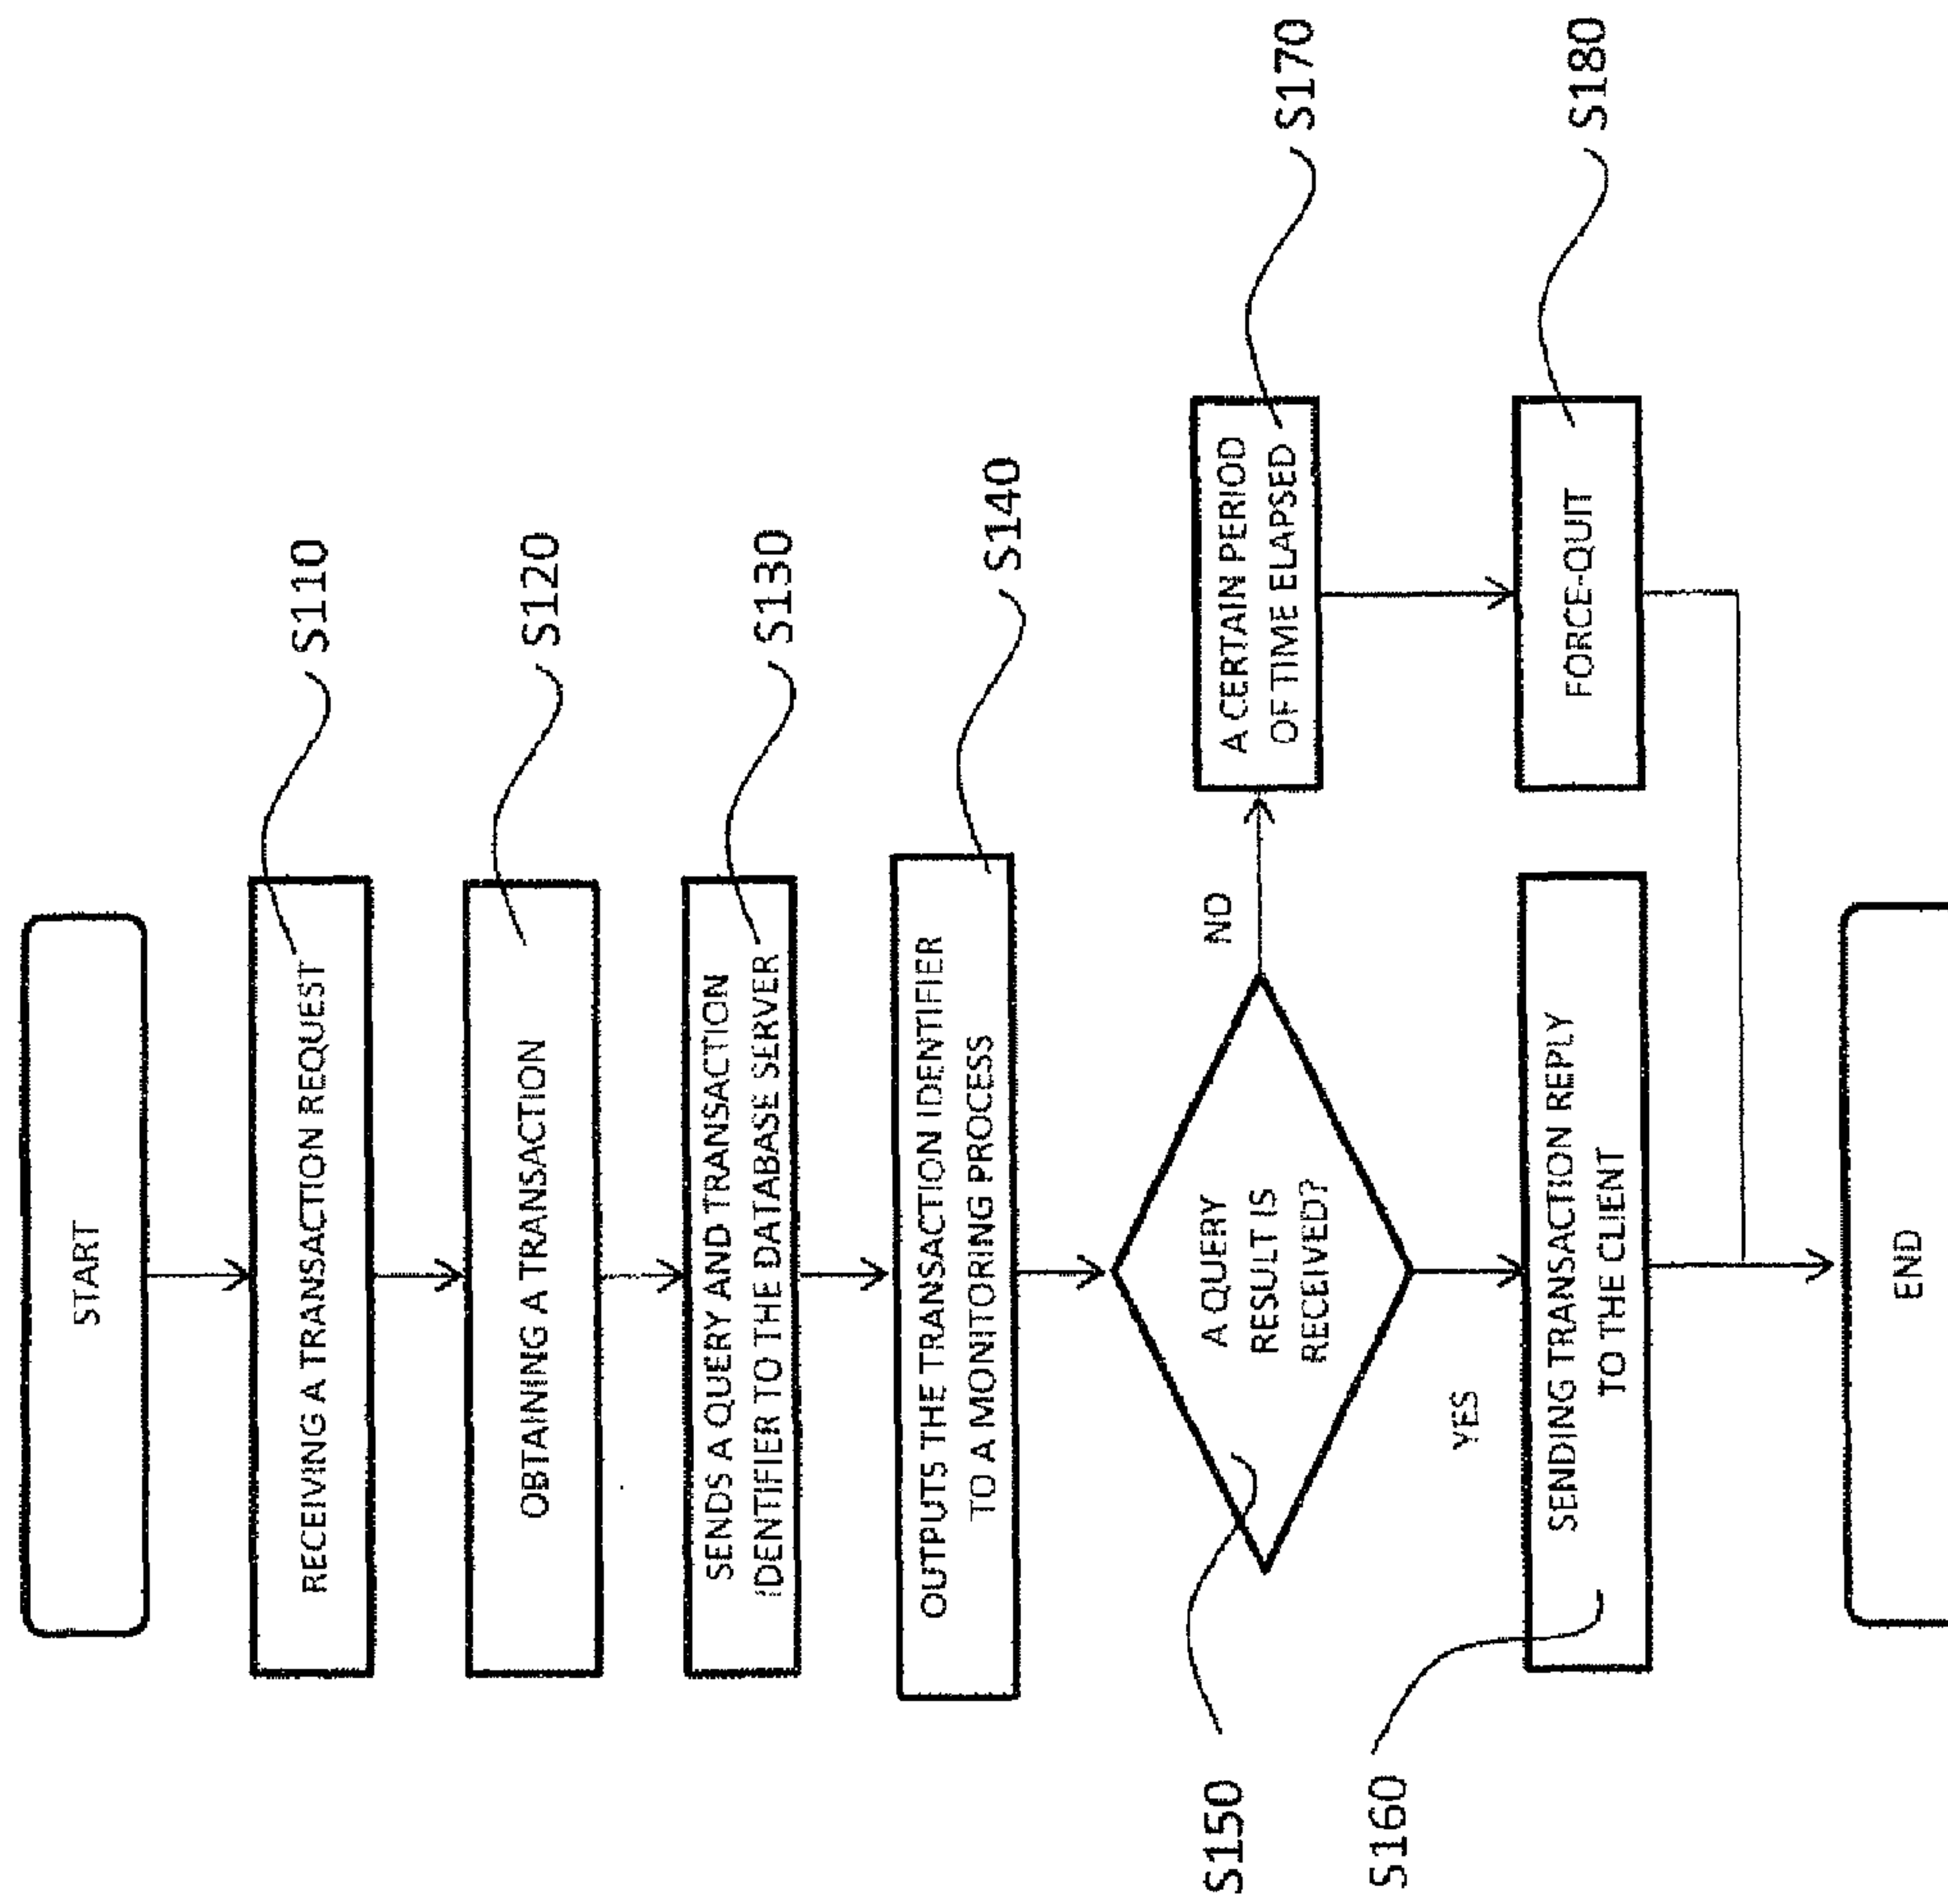 START
RECEIVING A TRANSACTION REQUEST
S110
OBTAINING A TRANSACTION
S120
SENDS A QUERY AND TRANSACTION
IDENTIFIER TO THE DATABASE SERVER
S130
OUTPUTS THE TRANSACTION IDENTIFIER
TO A MONITORING PROCESS
S140
S150
A QUERY
RESULT IS
RECEIVED?
NO
A CERTAIN PERIOD
OF TIME ELAPSED
S170
YES
S160
SENDING TRANSACTION REPLY
TO THE CLIENT
FORCE-QUIT
S180
END